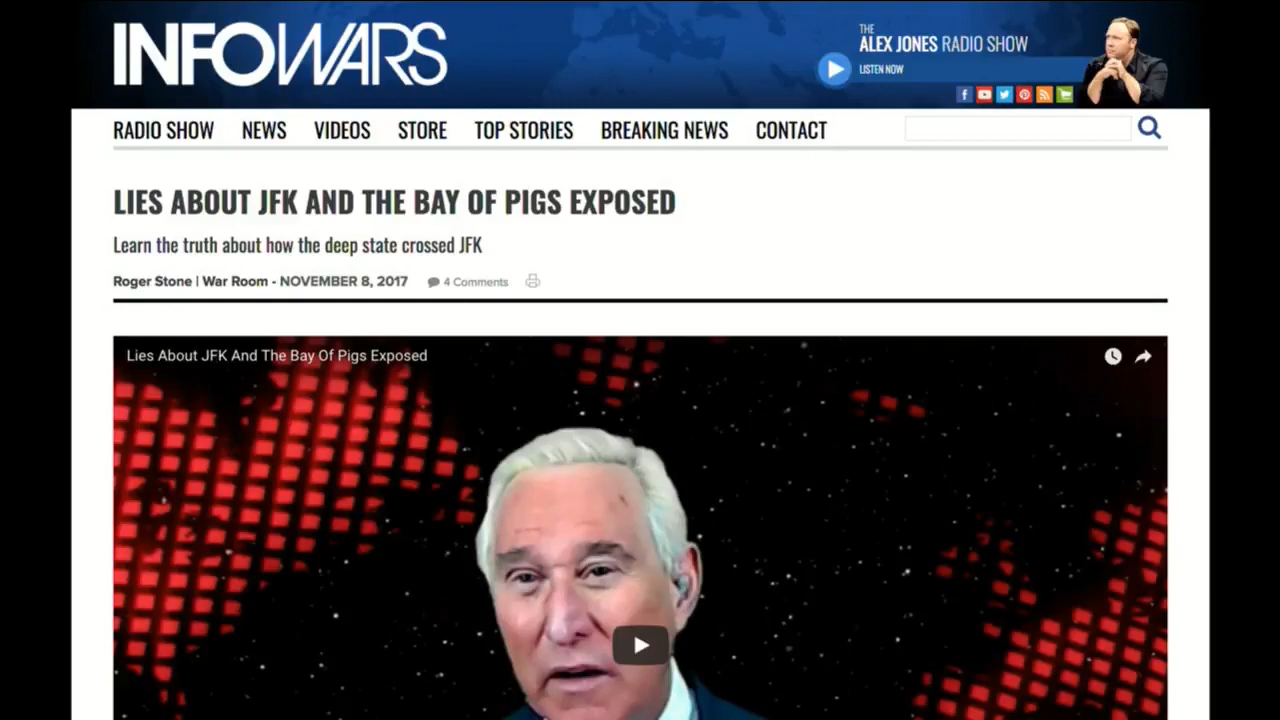 INFOWARS
THE
ALEX JONES RADIO SHOW
LISTEN NOW
RADIO SHOW NEWS VIDEOS STORE TOP STORIES BREAKING NEWS CONTACT
LIES ABOUT JFK AND THE BAY OF PIGS EXPOSED
Learn the truth about how the deep state crossed JFK
Roger Stone | War Room - NOVEMBER 8, 2017 4 Comments
Lies About JFK And The Bay Of Pigs Exposed